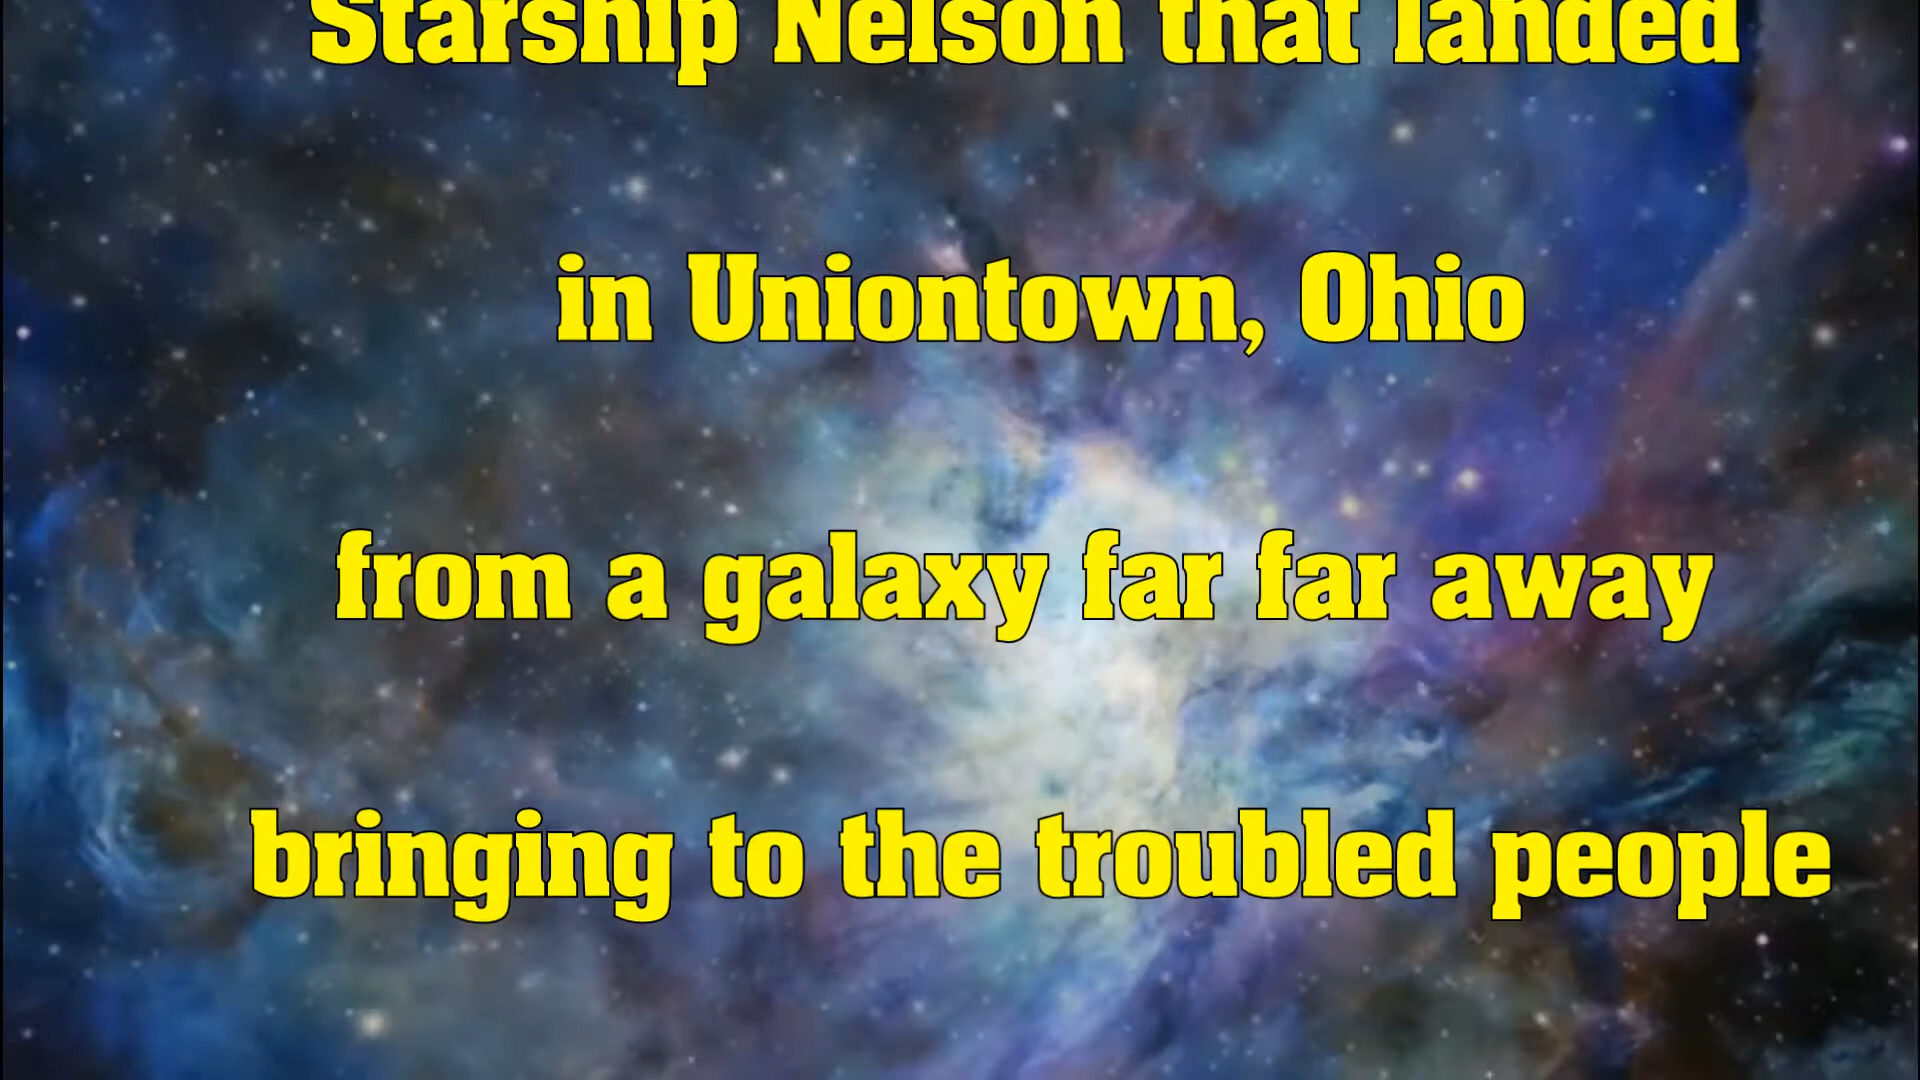 Starship Nelson that landed
in Uniontown, Ohio
from a galaxy far far away
bringing to the troubled people